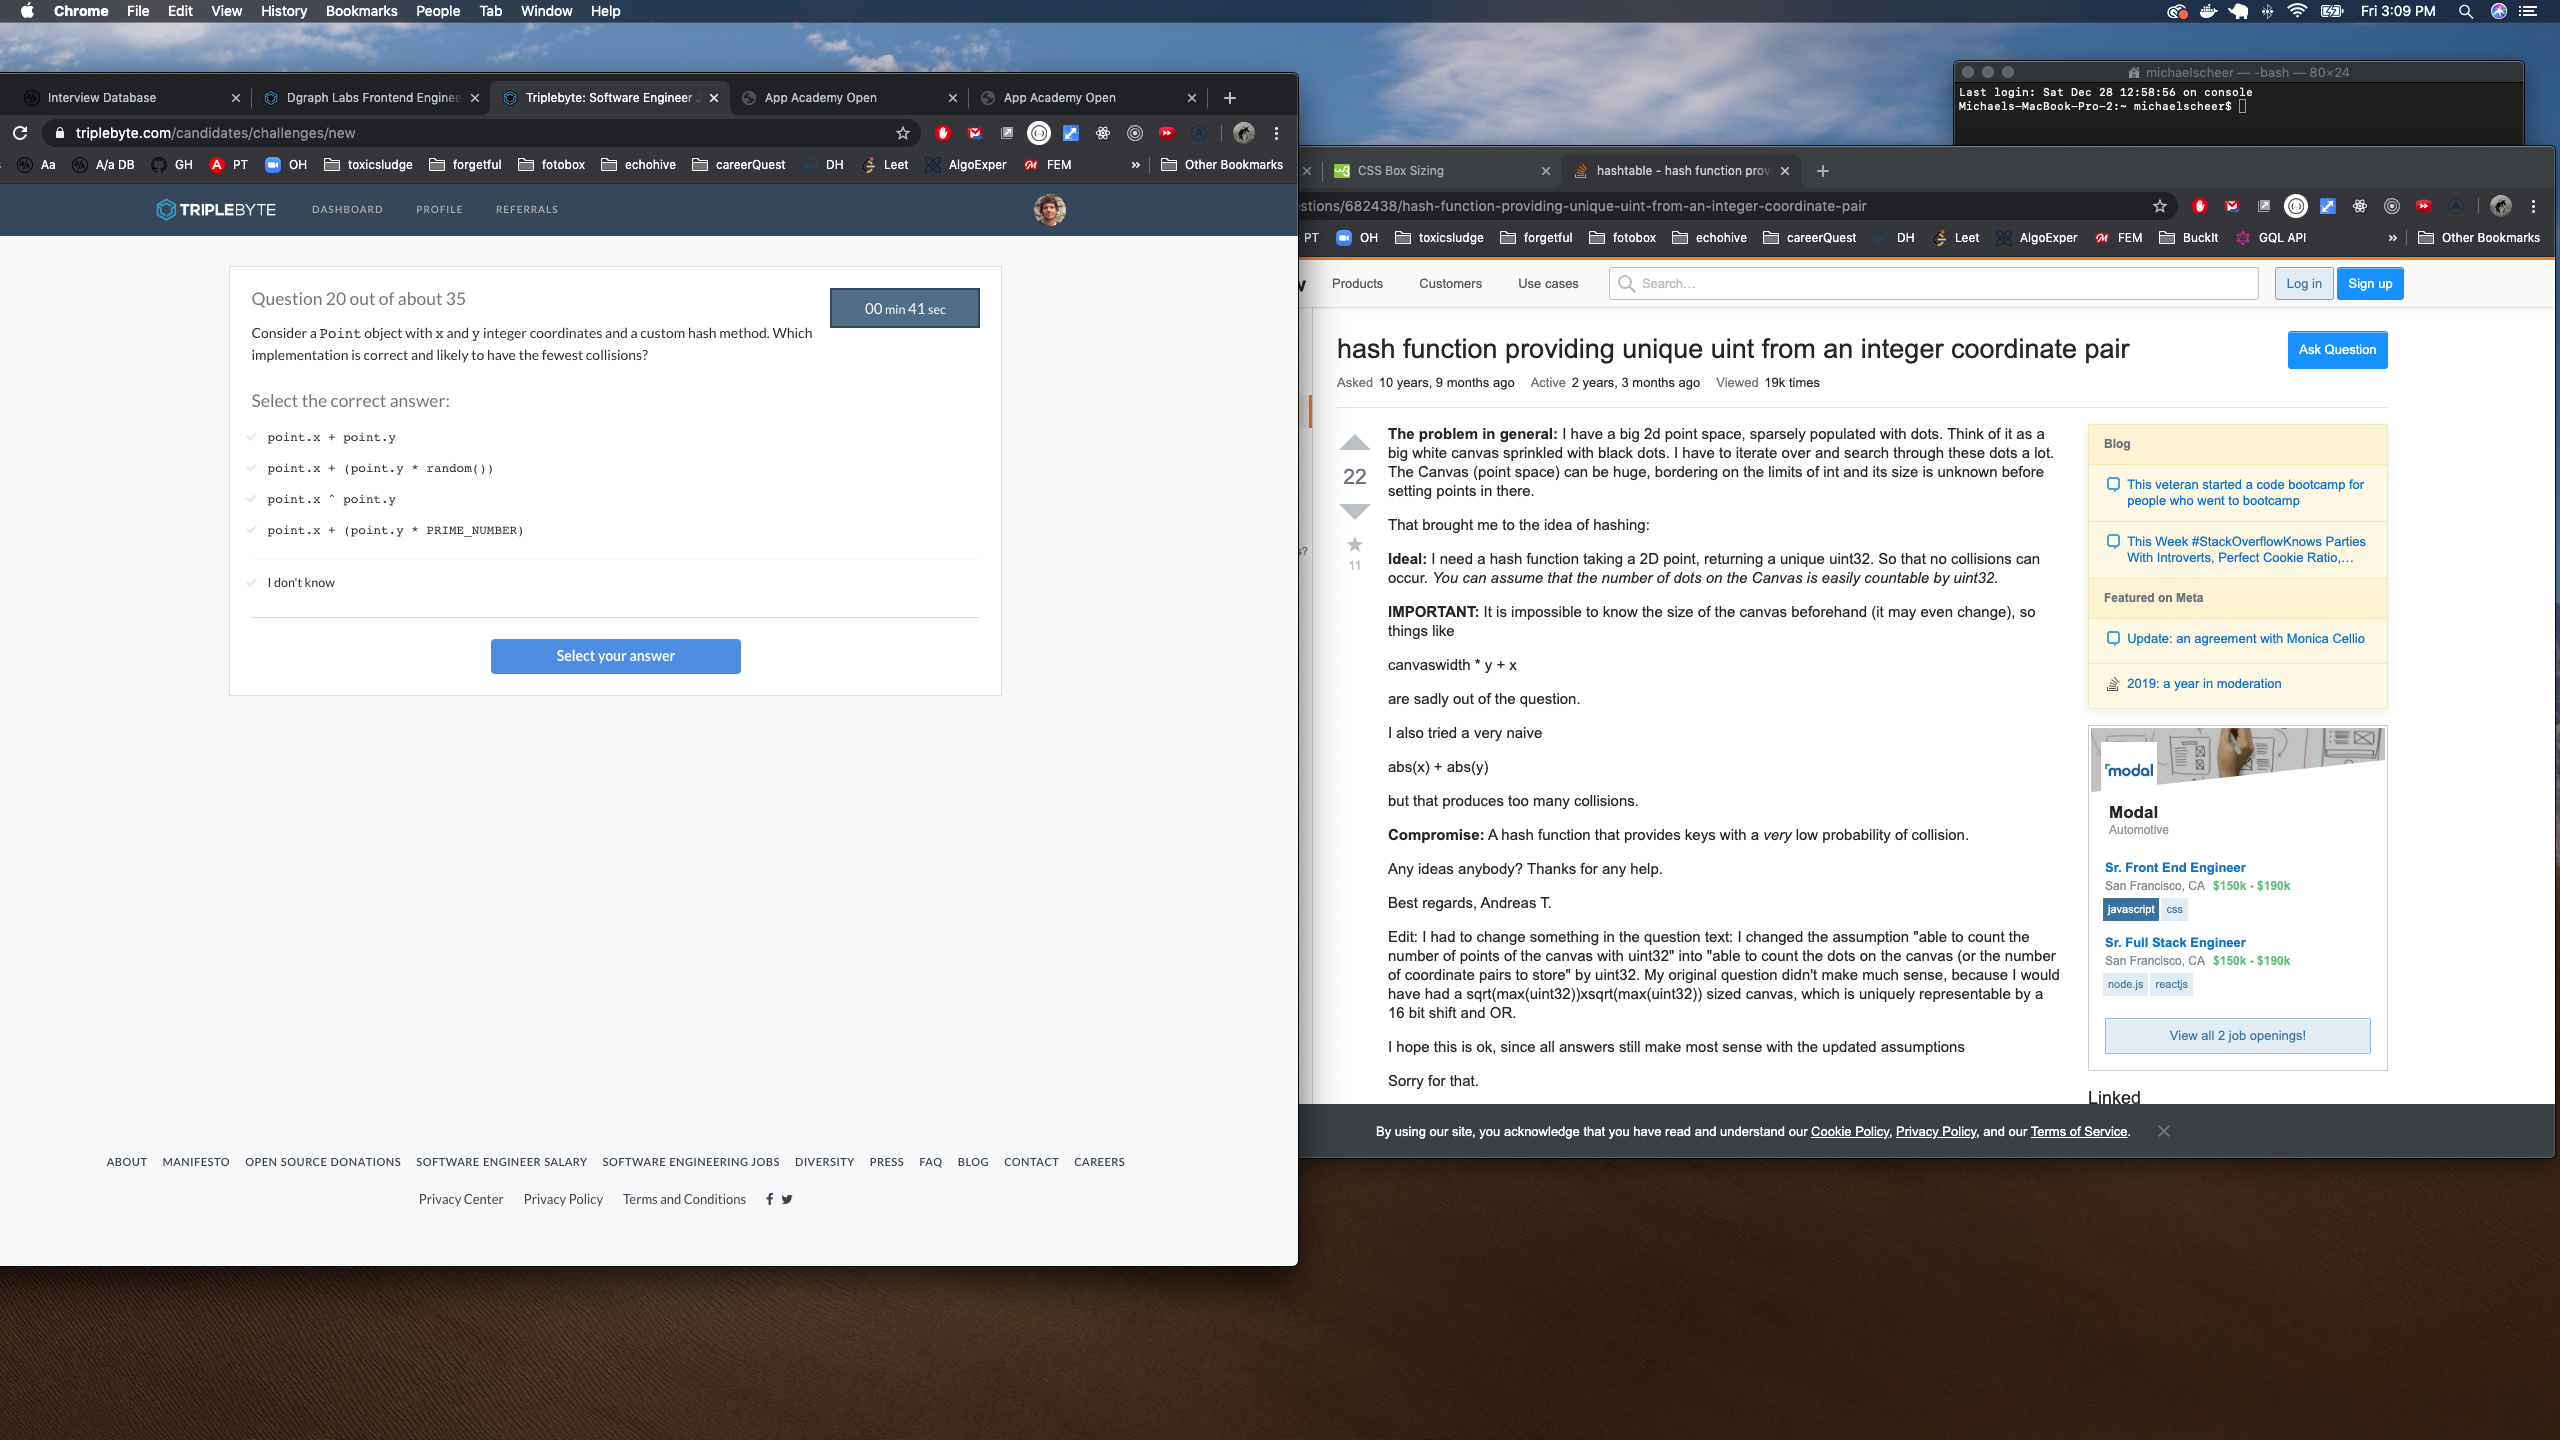 Chrome File Edit View History Bookmarks People Tab Window Help
Fri 3:09 PM
michaelscheer — -bash — 80×24
Last login: Sat Dec 28 12:58:56 on console
Michaels-MacBook-Pro-2:~ michaelscheer$
Interview Database
Dgraph Labs Frontend Enginee
Triplebyte: Software Engineer
App Academy Open
App Academy Open
triplebyte.com/candidates/challenges/new
Aa A/a DB GH PT OH toxicsludge forgetful fotobox echohive careerQuest DH Leet AlgoExper FEM » Other Bookmarks
TRIPLEBYTE DASHBOARD PROFILE REFERRALS
Question 20 out of about 35
00 min 41 sec
Consider a Point object with x and y integer coordinates and a custom hash method. Which
implementation is correct and likely to have the fewest collisions?
Select the correct answer:
point.x + point.y
point.x + (point.y * random())
point.x ^ point.y
point.x + (point.y * PRIME_NUMBER)
I don't know
Select your answer
ABOUT MANIFESTO OPEN SOURCE DONATIONS SOFTWARE ENGINEER SALARY SOFTWARE ENGINEERING JOBS DIVERSITY PRESS FAQ BLOG CONTACT CAREERS
Privacy Center Privacy Policy Terms and Conditions
CSS Box Sizing
hashtable - hash function prov
stions/682438/hash-function-providing-unique-uint-from-an-integer-coordinate-pair
PT OH toxicsludge forgetful fotobox echohive careerQuest DH Leet AlgoExper FEM BuckIt GQL API » Other Bookmarks
Products Customers Use cases Search... Log in Sign up
hash function providing unique uint from an integer coordinate pair
Ask Question
Asked 10 years, 9 months ago Active 2 years, 3 months ago Viewed 19k times
22
11
s?
The problem in general: I have a big 2d point space, sparsely populated with dots. Think of it as a
big white canvas sprinkled with black dots. I have to iterate over and search through these dots a lot.
The Canvas (point space) can be huge, bordering on the limits of int and its size is unknown before
setting points in there.
That brought me to the idea of hashing:
Ideal: I need a hash function taking a 2D point, returning a unique uint32. So that no collisions can
occur. You can assume that the number of dots on the Canvas is easily countable by uint32.
IMPORTANT: It is impossible to know the size of the canvas beforehand (it may even change), so
things like
canvaswidth * y + x
are sadly out of the question.
I also tried a very naive
abs(x) + abs(y)
but that produces too many collisions.
Compromise: A hash function that provides keys with a very low probability of collision.
Any ideas anybody? Thanks for any help.
Best regards, Andreas T.
Edit: I had to change something in the question text: I changed the assumption "able to count the
number of points of the canvas with uint32" into "able to count the dots on the canvas (or the number
of coordinate pairs to store" by uint32. My original question didn't make much sense, because I would
have had a sqrt(max(uint32))xsqrt(max(uint32)) sized canvas, which is uniquely representable by a
16 bit shift and OR.
I hope this is ok, since all answers still make most sense with the updated assumptions
Sorry for that.
Blog
This veteran started a code bootcamp for
people who went to bootcamp
This Week #StackOverflowKnows Parties
With Introverts, Perfect Cookie Ratio,...
Featured on Meta
Update: an agreement with Monica Cellio
2019: a year in moderation
modal
Modal
Automotive
Sr. Front End Engineer
San Francisco, CA $150k - $190k
javascript css
Sr. Full Stack Engineer
San Francisco, CA $150k - $190k
node.js reactjs
View all 2 job openings!
Linked
By using our site, you acknowledge that you have read and understand our Cookie Policy, Privacy Policy, and our Terms of Service.